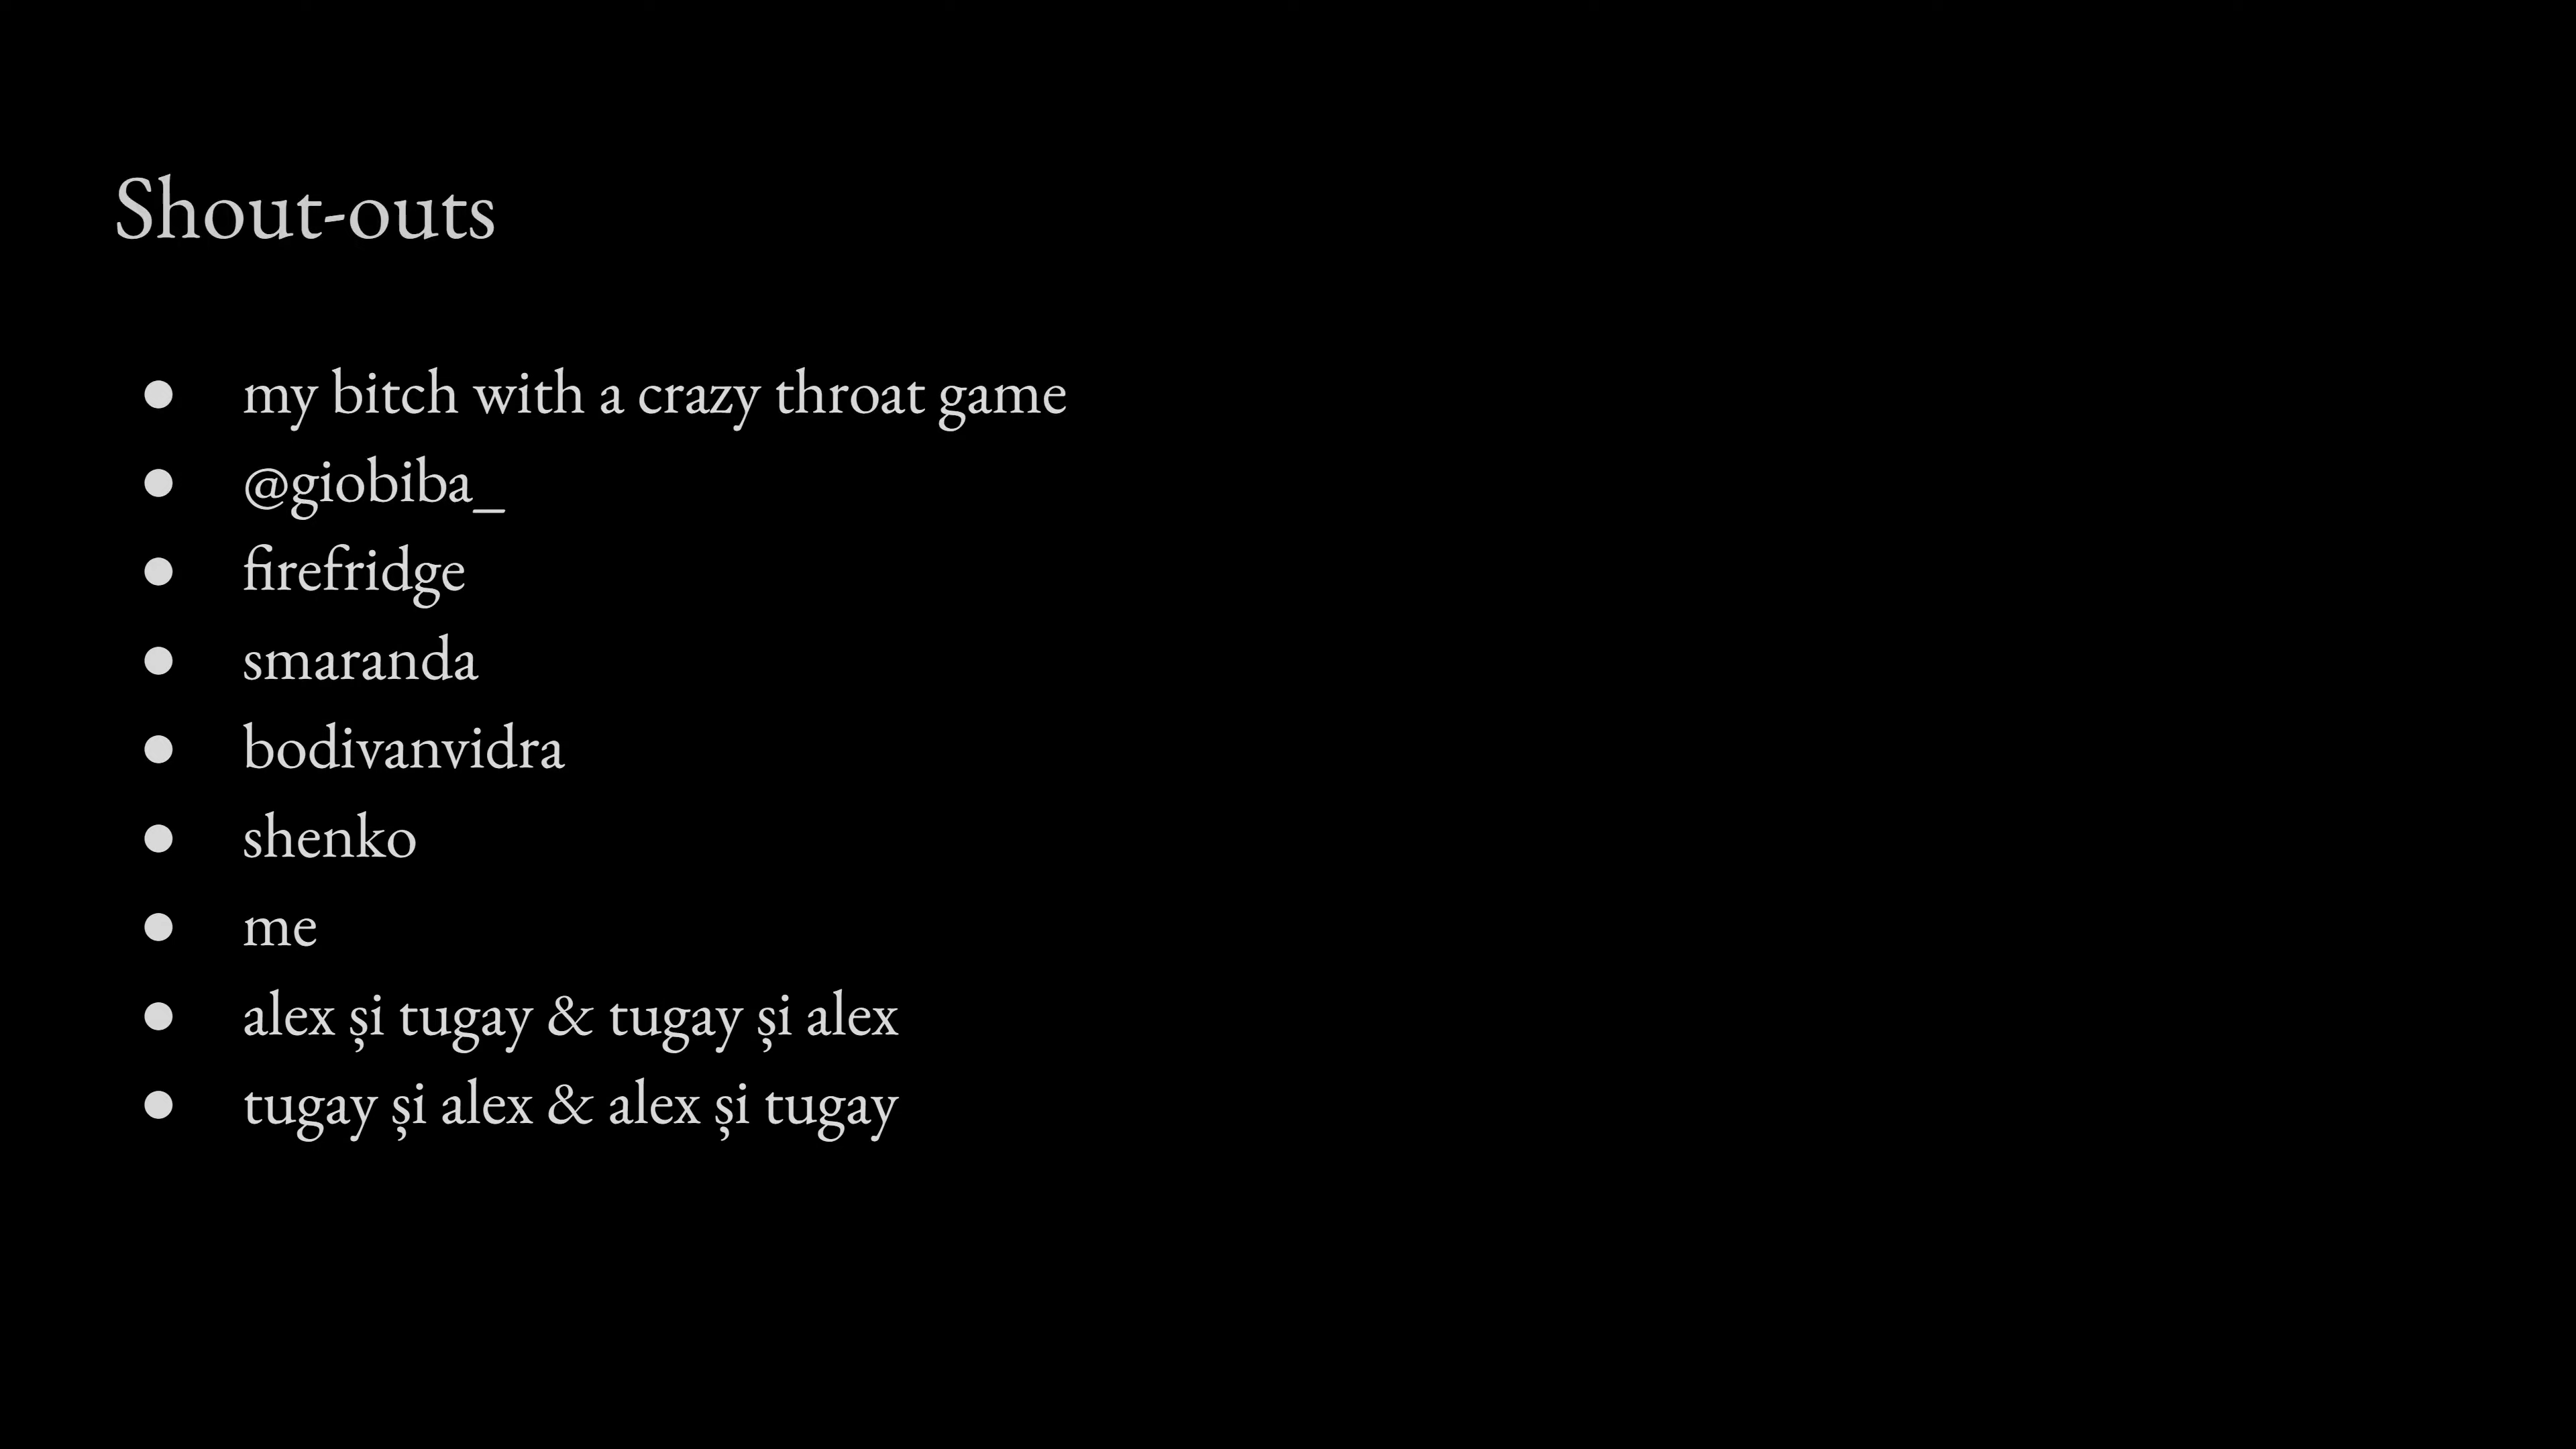 Shout-outs
● my bitch with a crazy throat game
● @giobiba_
● firefridge
● smaranda
● bodivanvidra
● shenko
● me
● alex și tugay & tugay și alex
● tugay și alex & alex și tugay